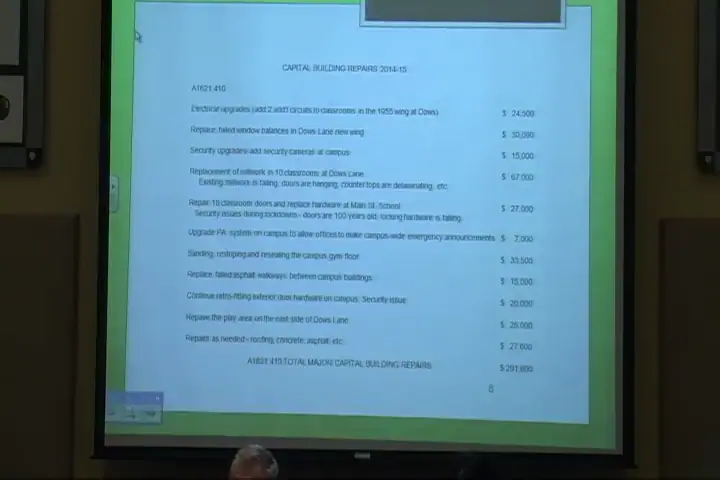 CAPITAL BUILDING REPAIRS 2014-15
A1621.410
Electrical upgrades (add 2 add'l circuits to classrooms in the 1955 wing at Dows) $ 24,500
Replace failed window balances in Dows Lane new wing $ 30,000
Security upgrades- add security cameras at campus $ 15,000
Replacement of millwork in 10 classrooms at Dows Lane. $ 67,000
Existing millwork is failing, doors are hanging, counter tops are delaminating, etc.
Repair 10 classroom doors and replace hardware at Main St. School $ 27,000
Security issues during lockdowns - doors are 100 years old, locking hardware is failing.
Upgrade PA system on campus to allow offices to make campus-wide emergency announcements $ 7,000
Sanding, restriping and resealing the campus gym floor $ 33,500
Replace failed asphalt walkways between campus buildings $ 15,000
Continue retro-fitting exterior door hardware on campus. Security issue $ 20,000
Repave the play area on the east side of Dows Lane $ 25,000
Repairs as needed - roofing, concrete, asphalt, etc. $ 27,600
A1621.410 TOTAL MAJOR CAPITAL BUILDING REPAIRS $ 291,600
8